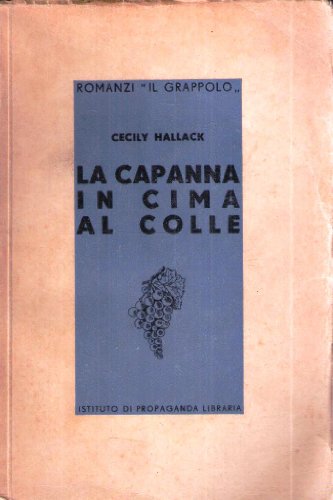 ROMANZI "IL GRAPPOLO„
CECILY HALLACK
LA CAPANNA
IN CIMA
AL COLLE
ISTITUTO DI PROPAGANDA LIBRARIA